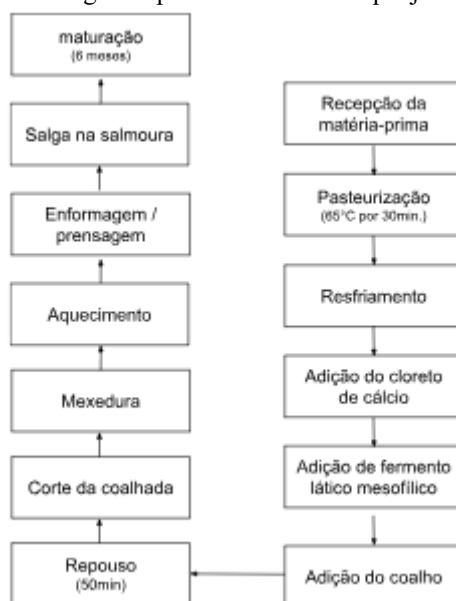 Recepção da
matéria-prima
Pasteurização
(65°C por 30min.)
Resfriamento
Adição do cloreto
de cálcio
Adição de fermento
lático mesofílico
Adição do coalho
Repouso
(50min)
Corte da coalhada
Mexedura
Aquecimento
Enformagem /
prensagem
Salga na salmoura
maturação
(6 meses)